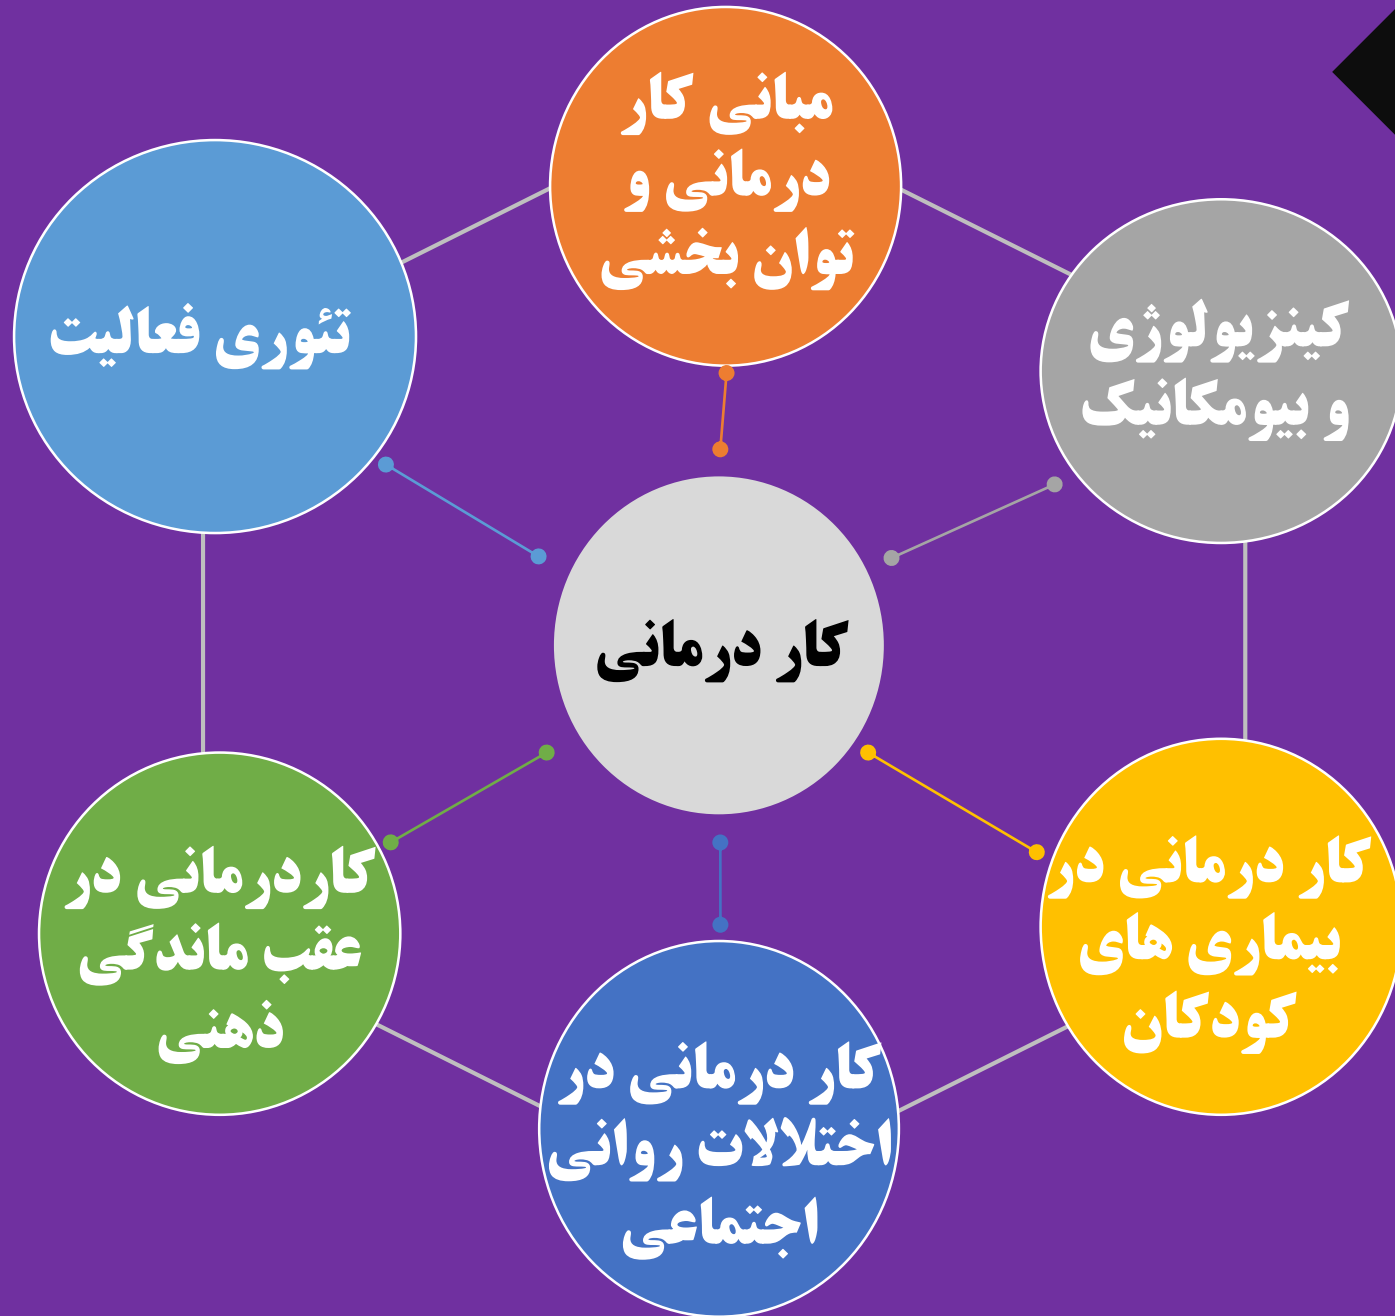 مبانی کار
درمانی و
توان بخشی
کینزیولوژی
و بیومکانیک
کار درمانی در
بیماری های
کودکان
کار درمانی در
اختلالات روانی
اجتماعی
کاردرمانی در
عقب ماندگی
ذهنی
تئوری فعالیت
کار درمانی